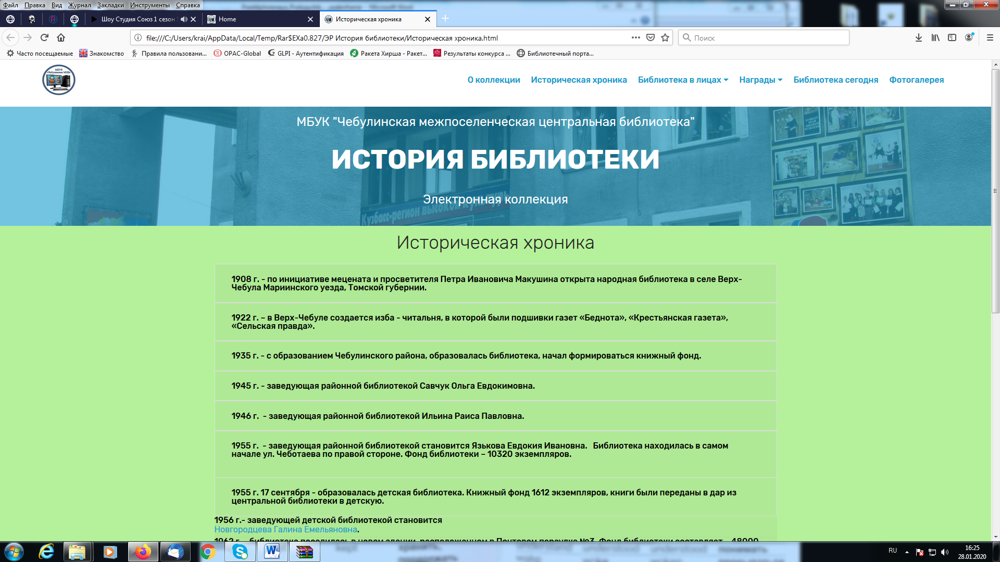 Файл Правка Вид Журнал Закладки Инструменты Справка
Шоу Студия Союз 1 сезон
Home
Историческая хроника
file:///C:/Users/krai/AppData/Local/Temp/Rar$EXa0.827/ЭР История библиотеки/Историческая хроника.html
Поиск
Часто посещаемые Знакомство Правила пользовани... OPAC-Global GLPI - Аутентификация Ракета Хирша - Ракет... Результаты конкурса ... Библиотечный порта...
МБУК
О коллекции Историческая хроника Библиотека в лицах Награды Библиотека сегодня Фотогалерея
МБУК "Чебулинская межпоселенческая центральная библиотека"
ИСТОРИЯ БИБЛИОТЕКИ
Электронная коллекция
Кузбасс-регион высокой культуры
Историческая хроника
1908 г. - по инициативе мецената и просветителя Петра Ивановича Макушина открыта народная библиотека в селе Верх-
Чебула Мариинского уезда, Томской губернии.
1922 г. – в Верх-Чебуле создается изба - читальня, в которой были подшивки газет «Беднота», «Крестьянская газета»,
«Сельская правда».
1935 г. - с образованием Чебулинского района, образовалась библиотека, начал формироваться книжный фонд.
1945 г. - заведующая районной библиотекой Савчук Ольга Евдокимовна.
1946 г.  - заведующая районной библиотекой Ильина Раиса Павловна.
1955 г.  - заведующая районной библиотекой становится Язькова Евдокия Ивановна.   Библиотека находилась в самом
начале ул. Чеботаева по правой стороне. Фонд библиотеки – 10320 экземпляров.
1955 г. 17 сентября - образовалась детская библиотека. Книжный фонд 1612 экземпляров, книги были переданы в дар из
центральной библиотеки в детскую.
1956 г.- заведующей детской библиотекой становится
Новгородцева Галина Емельяновна.
RU
16:25
28.01.2020